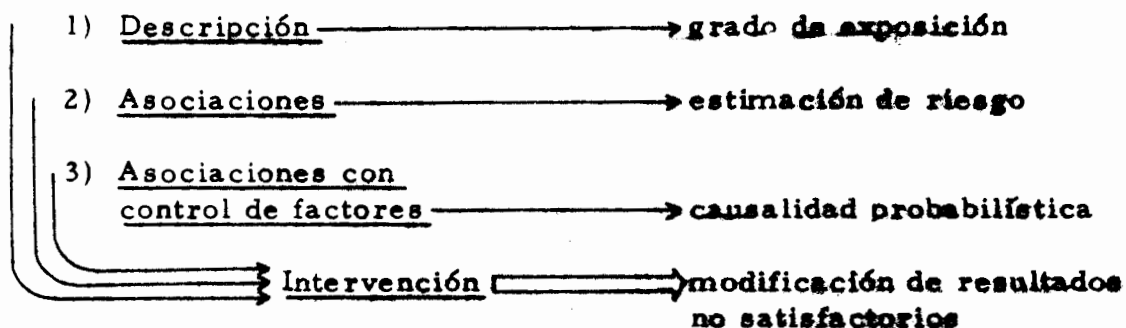 1) Descripción grado de exposición
2) Asociaciones estimación de riesgo
3) Asociaciones con
control de factores causalidad probabilística
Intervención modificación de resultados
no satisfactorios